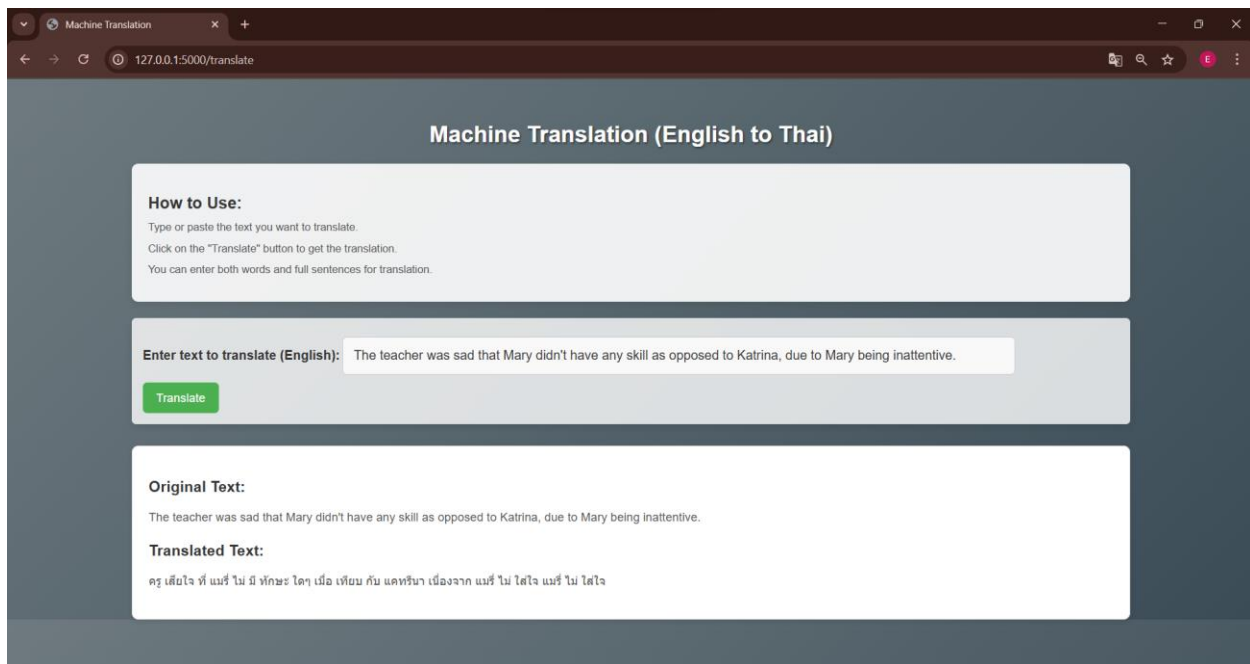 Machine Translation
127.0.0.1:5000/translate
E
Machine Translation (English to Thai)
How to Use:
Type or paste the text you want to translate.
Click on the "Translate" button to get the translation.
You can enter both words and full sentences for translation.
Enter text to translate (English): The teacher was sad that Mary didn't have any skill as opposed to Katrina, due to Mary being inattentive.
Translate
Original Text:
The teacher was sad that Mary didn't have any skill as opposed to Katrina, due to Mary being inattentive.
Translated Text:
ครู เสียใจ ที่ แมรี่ ไม่ มี ทักษะ ใดๆ เมื่อ เทียบ กับ แคทรีนา เนื่องจาก แมรี่ ไม่ ใส่ใจ แมรี่ ไม่ ใส่ใจ